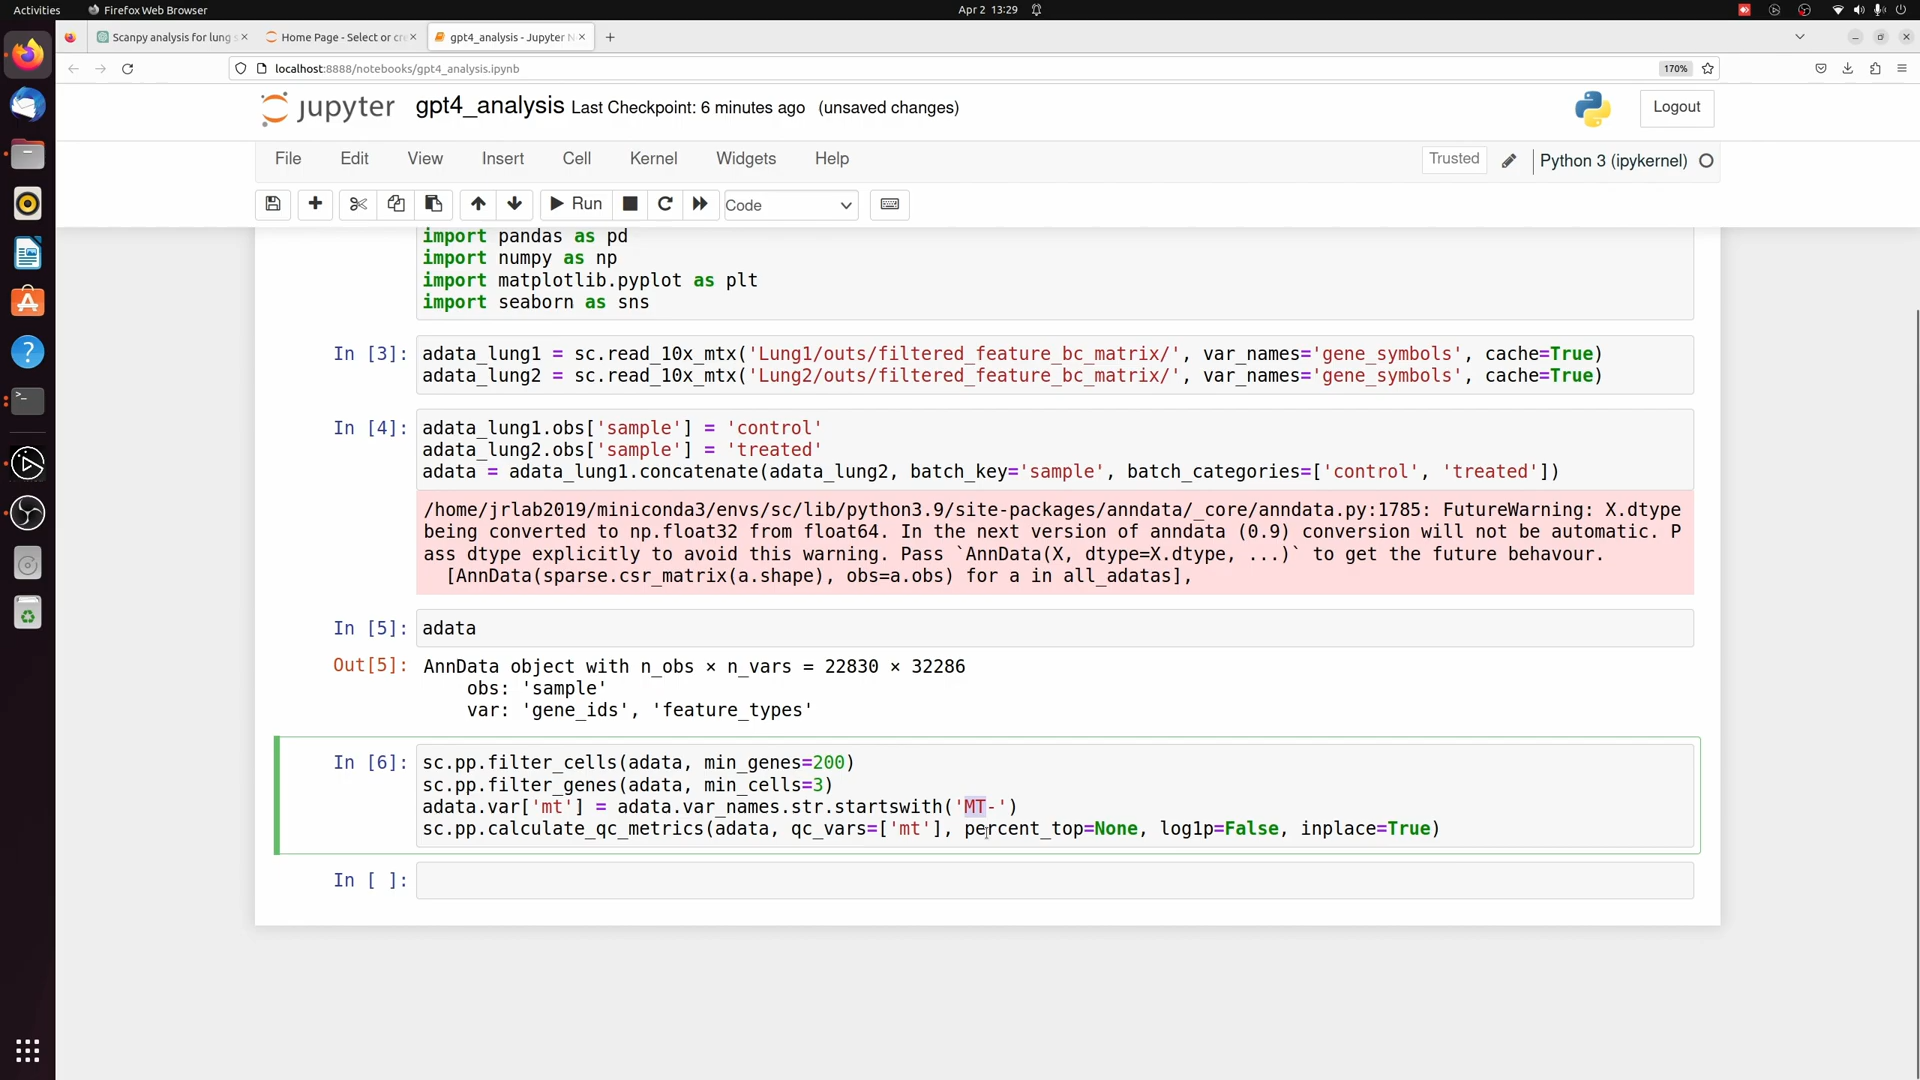 Activities
Firefox Web Browser
Apr 2 13:29
Scanpy analysis for lung s
Home Page - Select or cre
gpt4_analysis - Jupyter N
localhost:8888/notebooks/gpt4_analysis.ipynb
170%
jupyter
gpt4_analysis Last Checkpoint: 6 minutes ago (unsaved changes)
Logout
File Edit View Insert Cell Kernel Widgets Help
Trusted
Python 3 (ipykernel)
Run
Code
import pandas as pd
import numpy as np
import matplotlib.pyplot as plt
import seaborn as sns
In [3]: adata_lung1 = sc.read_10x_mtx('Lung1/outs/filtered_feature_bc_matrix/', var_names='gene_symbols', cache=True)
adata_lung2 = sc.read_10x_mtx('Lung2/outs/filtered_feature_bc_matrix/', var_names='gene_symbols', cache=True)
In [4]: adata_lung1.obs['sample'] = 'control'
adata_lung2.obs['sample'] = 'treated'
adata = adata_lung1.concatenate(adata_lung2, batch_key='sample', batch_categories=['control', 'treated'])
/home/jrlab2019/miniconda3/envs/sc/lib/python3.9/site-packages/anndata/_core/anndata.py:1785: FutureWarning: X.dtype
being converted to np.float32 from float64. In the next version of anndata (0.9) conversion will not be automatic. P
ass dtype explicitly to avoid this warning. Pass `AnnData(X, dtype=X.dtype, ...)` to get the future behavour.
[AnnData(sparse.csr_matrix(a.shape), obs=a.obs) for a in all_adatas],
In [5]: adata
Out[5]: AnnData object with n_obs × n_vars = 22830 × 32286
obs: 'sample'
var: 'gene_ids', 'feature_types'
In [6]: sc.pp.filter_cells(adata, min_genes=200)
sc.pp.filter_genes(adata, min_cells=3)
adata.var['mt'] = adata.var_names.str.startswith('MT-')
sc.pp.calculate_qc_metrics(adata, qc_vars=['mt'], percent_top=None, log1p=False, inplace=True)
In [ ]: